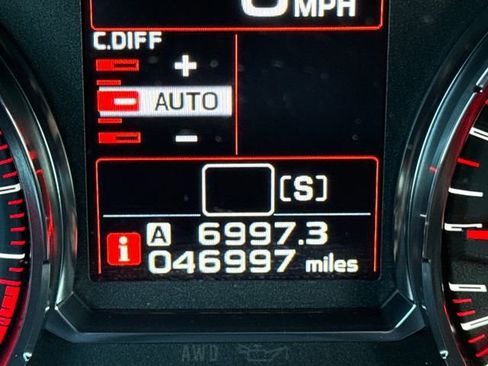 MPH
C.DIFF
+
AUTO
−
[S]
A 6997.3
i 046997 miles
AWD